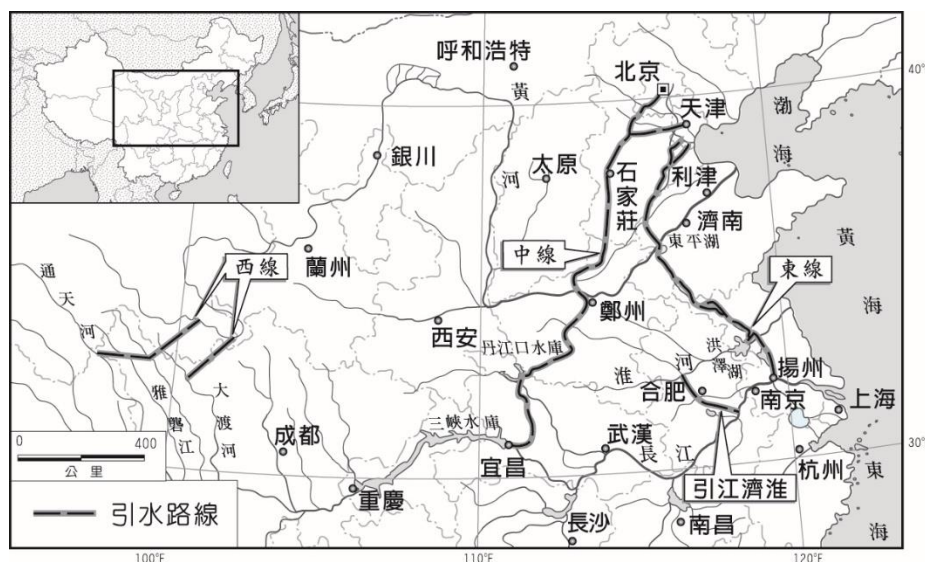 呼和浩特
北京
天津
渤海
40°
銀川
黃河
太原
石家莊
利津
濟南
東平湖
黃海
西線
蘭州
中線
東線
通天河
西安
鄭州
丹江口水庫
淮河
洪澤湖
揚州
雅礱江
大渡河
合肥
南京
上海
0 400
公里
成都
三峽水庫
宜昌
武漢
長江
30°
杭州
東海
引江濟淮
重慶
引水路線
長沙
南昌
100°E
110°E
120°E